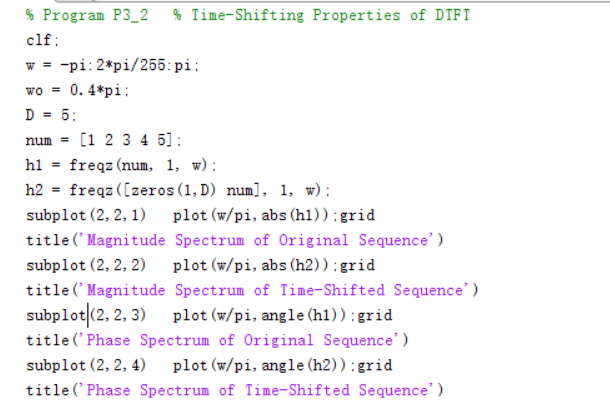 % Program P3_2   % Time-Shifting Properties of DTFT
clf;
w = -pi:2*pi/255:pi;
wo = 0.4*pi;
D = 5;
num = [1 2 3 4 5];
h1 = freqz(num, 1, w);
h2 = freqz([zeros(1,D) num], 1, w);
subplot(2,2,1)   plot(w/pi,abs(h1));grid
title('Magnitude Spectrum of Original Sequence')
subplot(2,2,2)   plot(w/pi,abs(h2));grid
title('Magnitude Spectrum of Time-Shifted Sequence')
subplot(2,2,3)   plot(w/pi,angle(h1));grid
title('Phase Spectrum of Original Sequence')
subplot(2,2,4)   plot(w/pi,angle(h2));grid
title('Phase Spectrum of Time-Shifted Sequence')